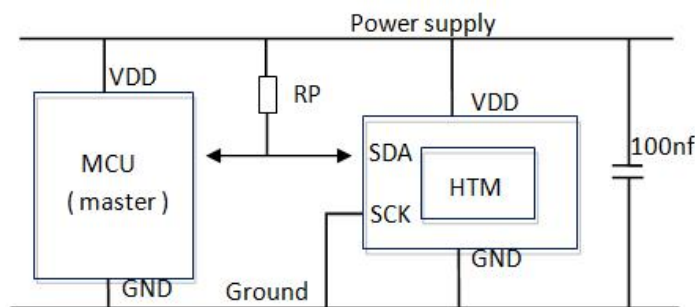 Power supply
VDD
RP
VDD
MCU
( master )
SDA
HTM
100nf
SCK
GND
GND
Ground